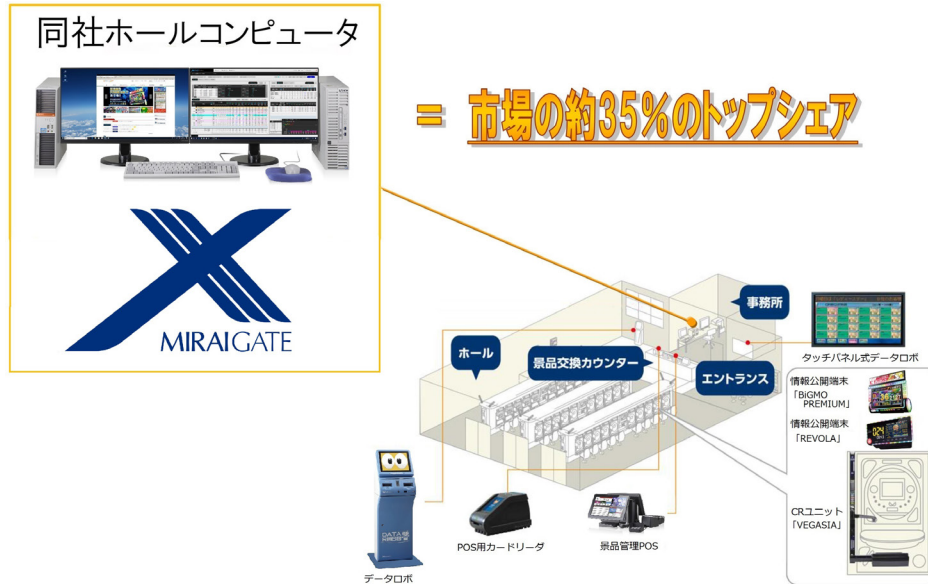 同社ホールコンピュータ
= 市場の約35%のトップシェア
MIRAIGATE
事務所
ホール
景品交換カウンター
エントランス
タッチパネル式データロボ
情報公開端末
「BiGMO
PREMIUM」
情報公開端末
「REVOLA」
CRユニット
「VEGASIA」
POS用カードリーダ
景品管理POS
データロボ